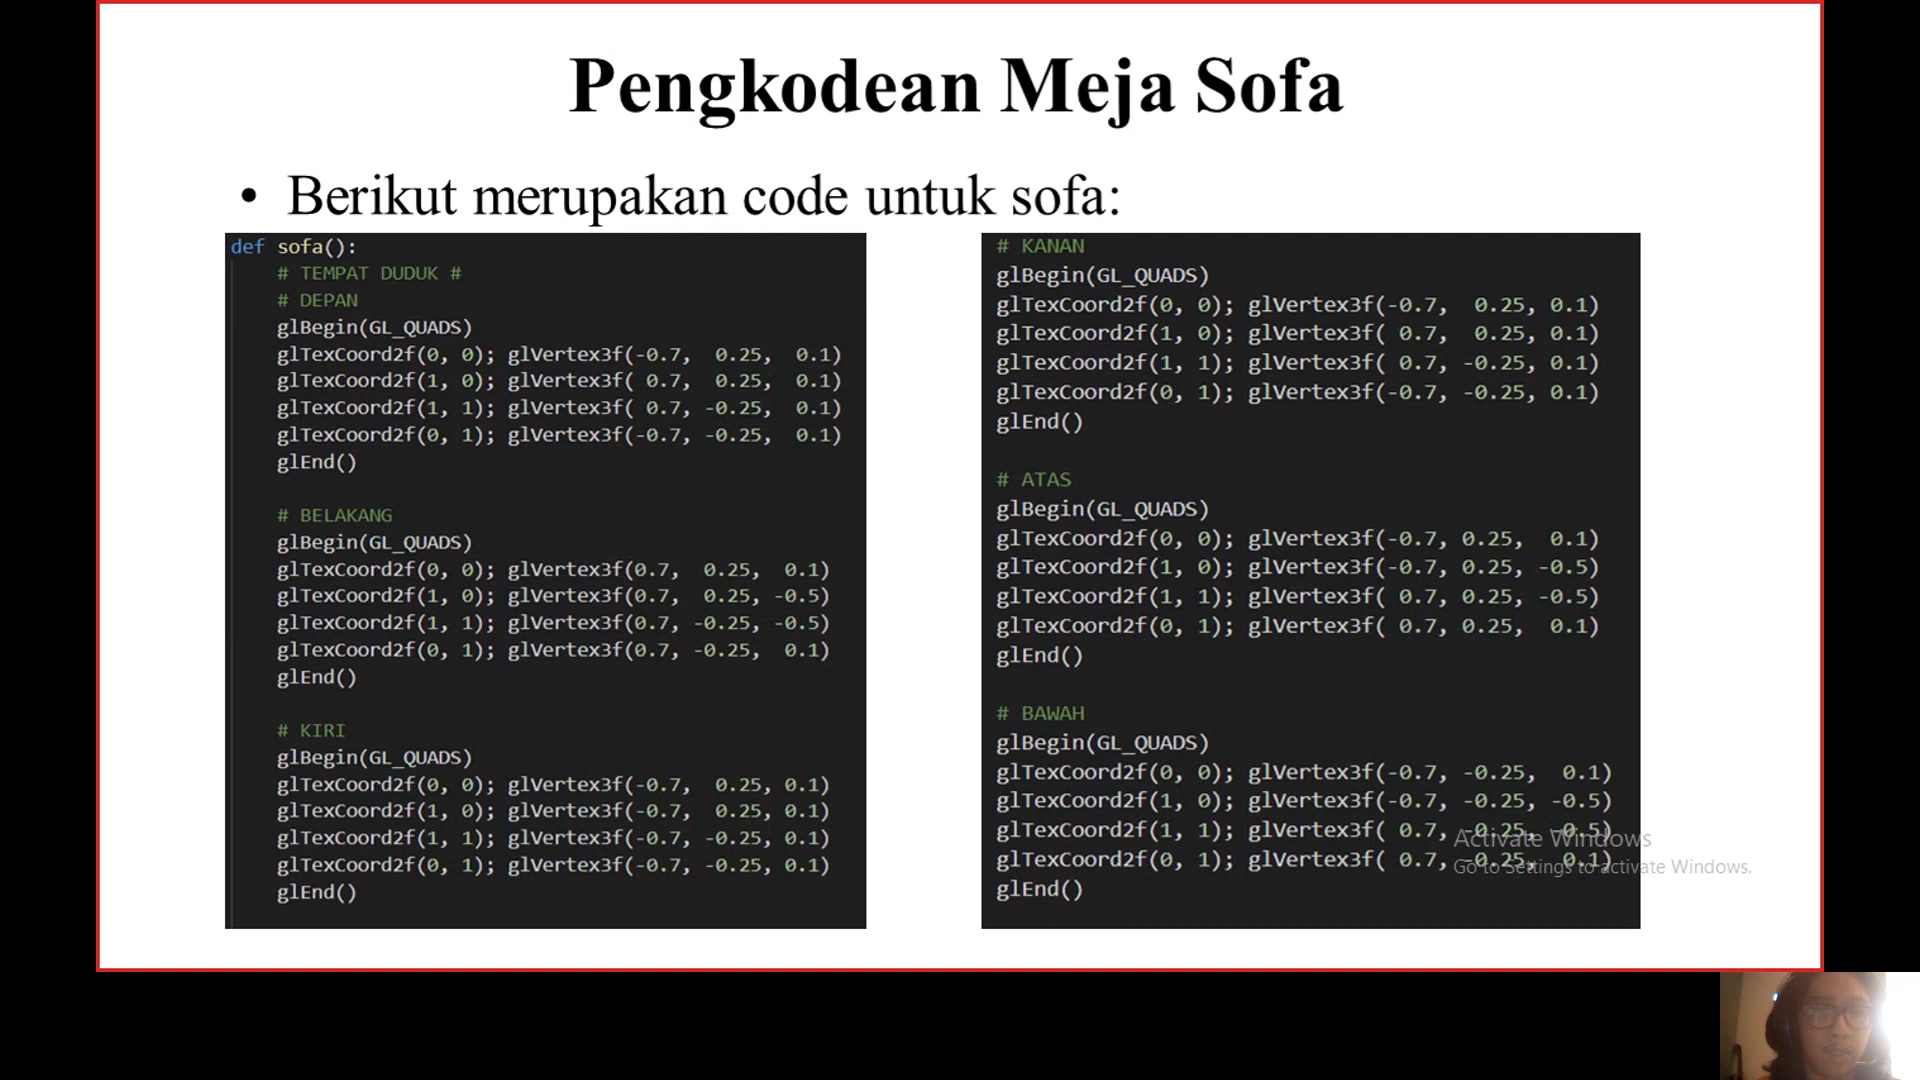 Pengkodean Meja Sofa
• Berikut merupakan code untuk sofa:
def sofa():
# TEMPAT DUDUK #
# DEPAN
glBegin(GL_QUADS)
glTexCoord2f(0, 0); glVertex3f(-0.7,  0.25,  0.1)
glTexCoord2f(1, 0); glVertex3f( 0.7,  0.25,  0.1)
glTexCoord2f(1, 1); glVertex3f( 0.7, -0.25,  0.1)
glTexCoord2f(0, 1); glVertex3f(-0.7, -0.25,  0.1)
glEnd()
# BELAKANG
glBegin(GL_QUADS)
glTexCoord2f(0, 0); glVertex3f(0.7,  0.25,  0.1)
glTexCoord2f(1, 0); glVertex3f(0.7,  0.25, -0.5)
glTexCoord2f(1, 1); glVertex3f(0.7, -0.25, -0.5)
glTexCoord2f(0, 1); glVertex3f(0.7, -0.25,  0.1)
glEnd()
# KIRI
glBegin(GL_QUADS)
glTexCoord2f(0, 0); glVertex3f(-0.7,  0.25, 0.1)
glTexCoord2f(1, 0); glVertex3f(-0.7,  0.25, 0.1)
glTexCoord2f(1, 1); glVertex3f(-0.7, -0.25, 0.1)
glTexCoord2f(0, 1); glVertex3f(-0.7, -0.25, 0.1)
glEnd()
# KANAN
glBegin(GL_QUADS)
glTexCoord2f(0, 0); glVertex3f(-0.7,  0.25, 0.1)
glTexCoord2f(1, 0); glVertex3f( 0.7,  0.25, 0.1)
glTexCoord2f(1, 1); glVertex3f( 0.7, -0.25, 0.1)
glTexCoord2f(0, 1); glVertex3f(-0.7, -0.25, 0.1)
glEnd()
# ATAS
glBegin(GL_QUADS)
glTexCoord2f(0, 0); glVertex3f(-0.7, 0.25,  0.1)
glTexCoord2f(1, 0); glVertex3f(-0.7, 0.25, -0.5)
glTexCoord2f(1, 1); glVertex3f( 0.7, 0.25, -0.5)
glTexCoord2f(0, 1); glVertex3f( 0.7, 0.25,  0.1)
glEnd()
# BAWAH
glBegin(GL_QUADS)
glTexCoord2f(0, 0); glVertex3f(-0.7, -0.25,  0.1)
glTexCoord2f(1, 0); glVertex3f(-0.7, -0.25, -0.5)
glTexCoord2f(1, 1); glVertex3f( 0.7, -0.25, -0.5)
glTexCoord2f(0, 1); glVertex3f( 0.7, -0.25,  0.1)
glEnd()
Activate Windows
Go to Settings to activate Windows.